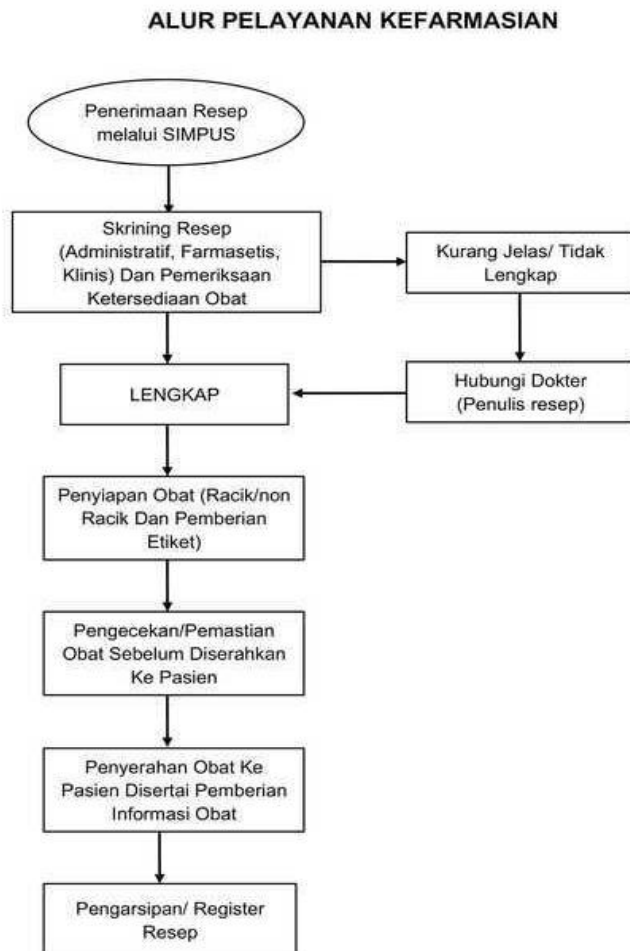 ALUR PELAYANAN KEFARMASIAN
Penerimaan Resep
melalui SIMPUS
Skrining Resep
(Administratif, Farmasetis,
Klinis) Dan Pemeriksaan
Ketersediaan Obat
Kurang Jelas/ Tidak
Lengkap
Hubungi Dokter
(Penulis resep)
LENGKAP
Penyiapan Obat (Racik/non
Racik Dan Pemberian
Etiket)
Pengecekan/Pemastian
Obat Sebelum Diserahkan
Ke Pasien
Penyerahan Obat Ke
Pasien Disertai Pemberian
Informasi Obat
Pengarsipan/ Register
Resep